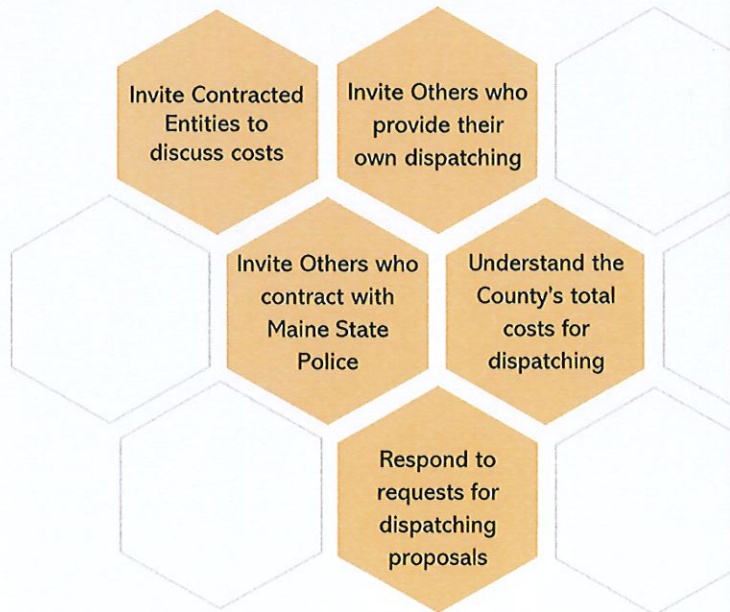 Invite Contracted
Entities to
discuss costs
Invite Others who
provide their
own dispatching
Invite Others who
contract with
Maine State
Police
Understand the
County's total
costs for
dispatching
Respond to
requests for
dispatching
proposals